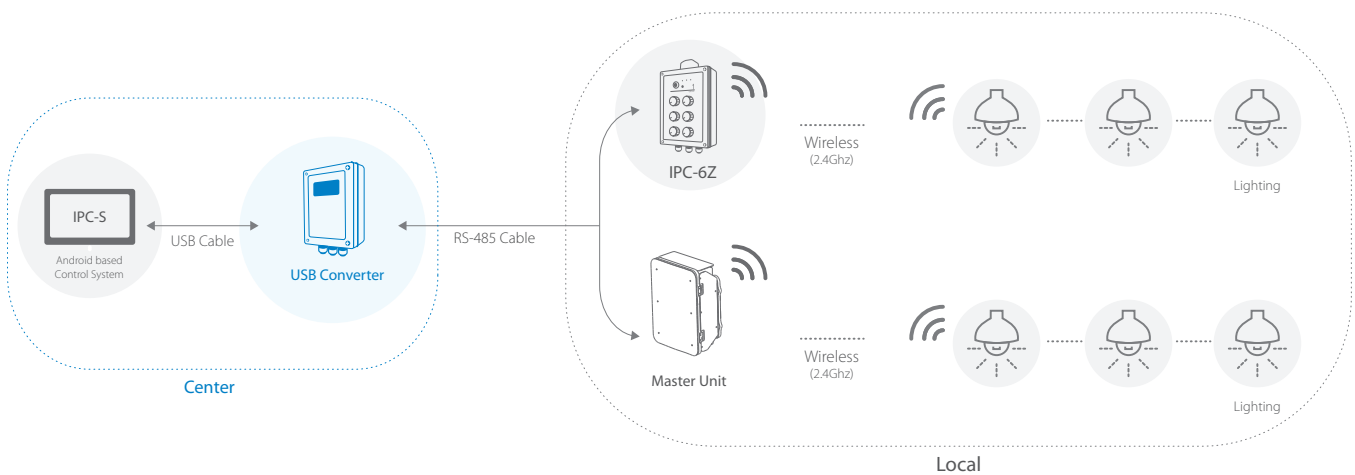 IPC-S
Android based
Control System
USB Cable
USB Converter
Center
RS-485 Cable
IPC-6Z
Wireless
(2.4Ghz)
Lighting
Master Unit
Wireless
(2.4Ghz)
Lighting
Local